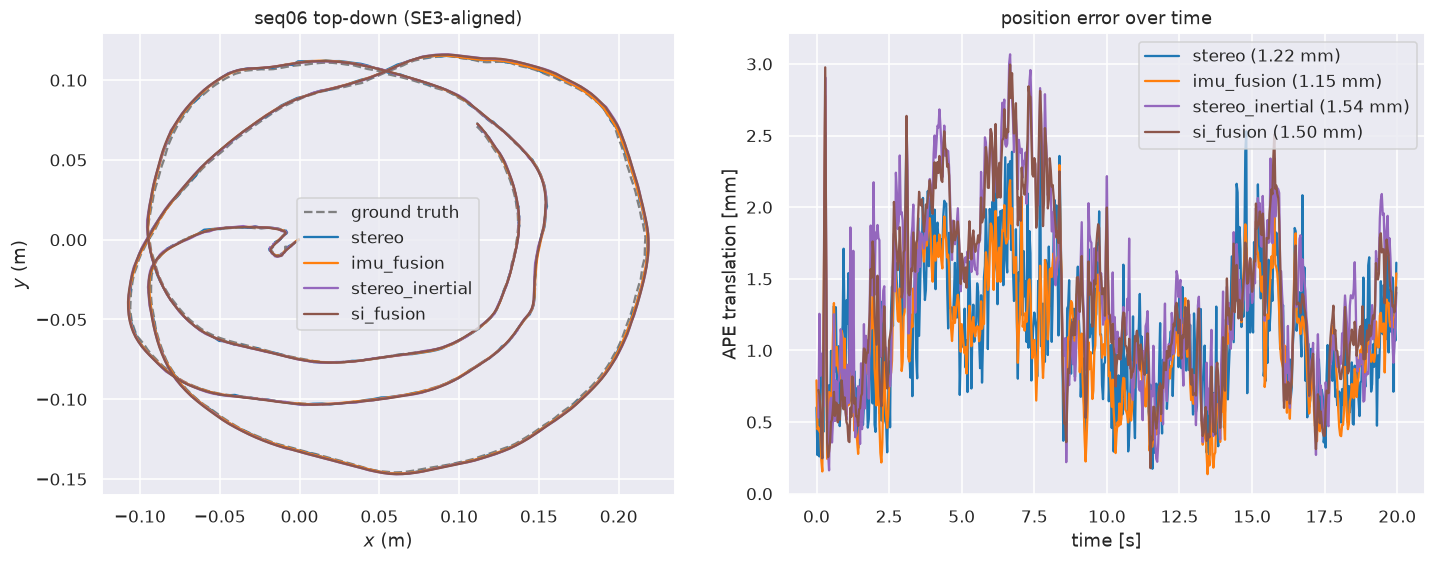 seq06 top-down (SE3-aligned)
0.10
0.05
0.00
−0.05
−0.10
−0.15
y (m)
ground truth
stereo
imu_fusion
stereo_inertial
si_fusion
−0.10
−0.05
0.00
0.05
0.10
0.15
0.20
x (m)
position error over time
3.0
2.5
2.0
1.5
1.0
0.5
0.0
APE translation [mm]
stereo (1.22 mm)
imu_fusion (1.15 mm)
stereo_inertial (1.54 mm)
si_fusion (1.50 mm)
0.0
2.5
5.0
7.5
10.0
12.5
15.0
17.5
20.0
time [s]